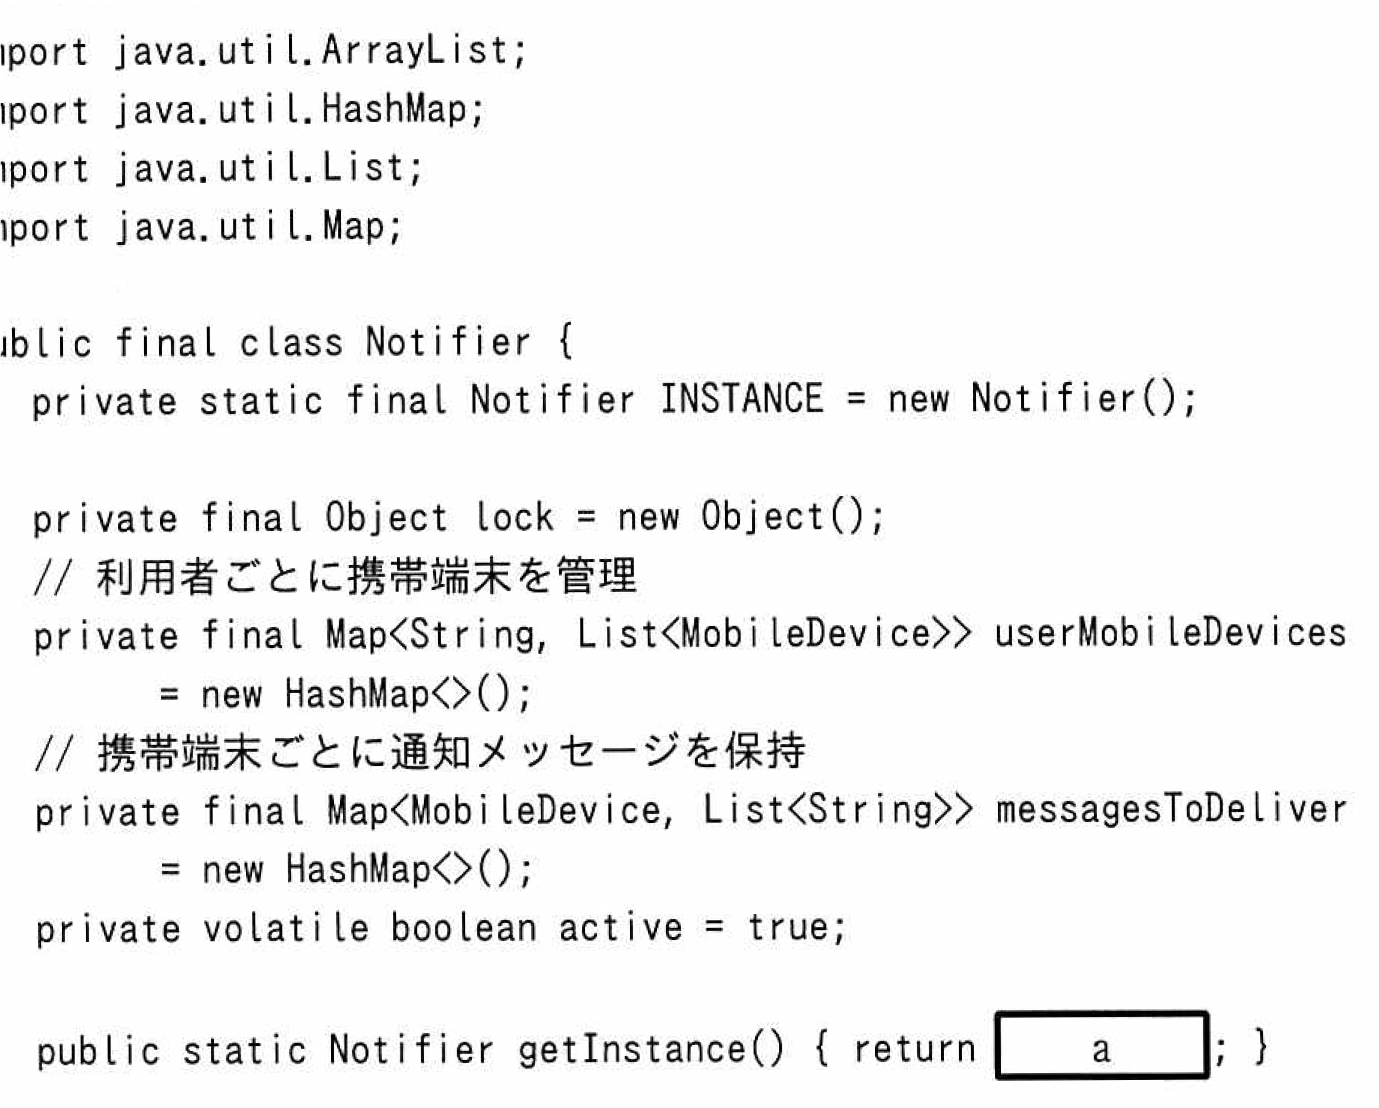 mport java.util.ArrayList;
mport java.util.HashMap;
mport java.util.List;
mport java.util.Map;
ublic final class Notifier {
private static final Notifier INSTANCE = new Notifier();
private final Object lock = new Object();
// 利用者ごとに携帯端末を管理
private final Map<String, List<MobileDevice>> userMobileDevices
= new HashMap<>();
// 携帯端末ごとに通知メッセージを保持
private final Map<MobileDevice, List<String>> messagesToDeliver
= new HashMap<>();
private volatile boolean active = true;
public static Notifier getInstance() { return a ; }